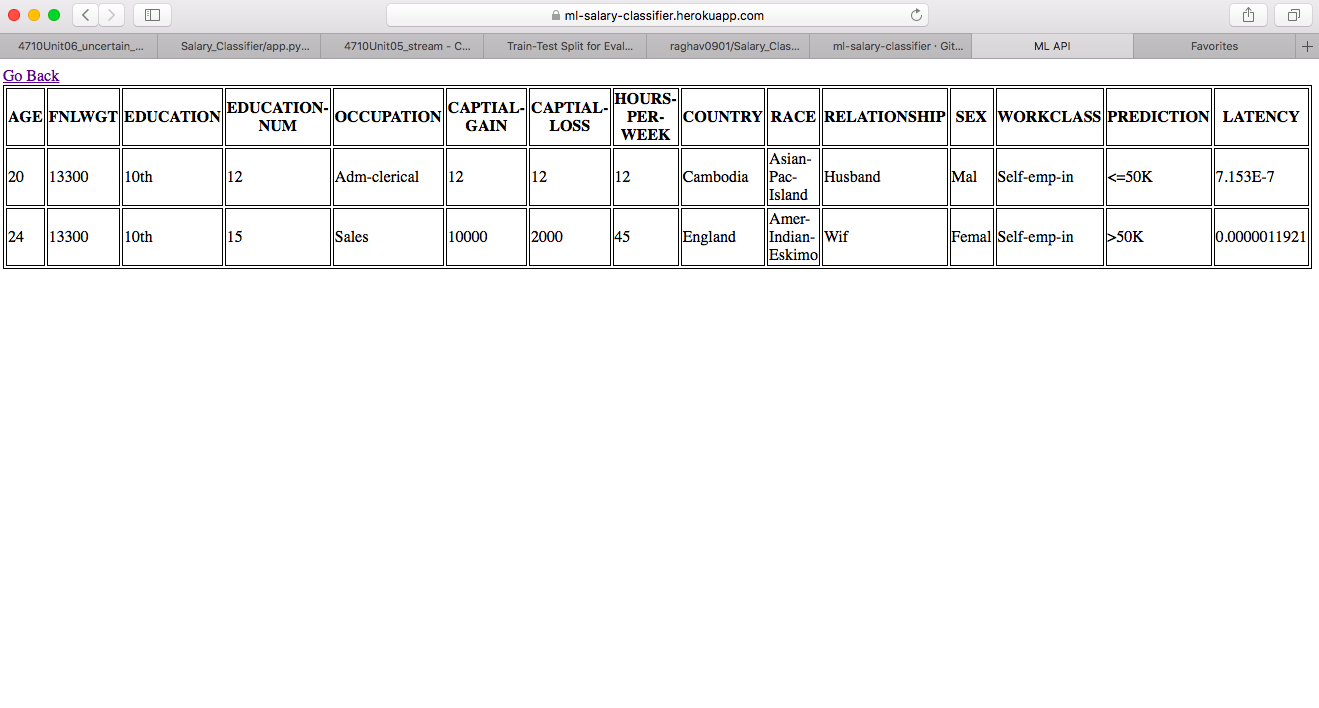 ml-salary-classifier.herokuapp.com
4710Unit06_uncertain_... Salary_Classifier/app.py... 4710Unit05_stream - C... Train-Test Split for Eval... raghav0901/Salary_Clas... ml-salary-classifier · Git... ML API Favorites
Go Back
AGE FNLWGT EDUCATION EDUCATION-NUM OCCUPATION CAPTIAL-GAIN CAPTIAL-LOSS HOURS-PER-WEEK COUNTRY RACE RELATIONSHIP SEX WORKCLASS PREDICTION LATENCY
20 13300 10th 12 Adm-clerical 12 12 12 Cambodia Asian-Pac-Island Husband Mal Self-emp-in <=50K 7.153E-7
24 13300 10th 15 Sales 10000 2000 45 England Amer-Indian-Eskimo Wif Femal Self-emp-in >50K 0.0000011921